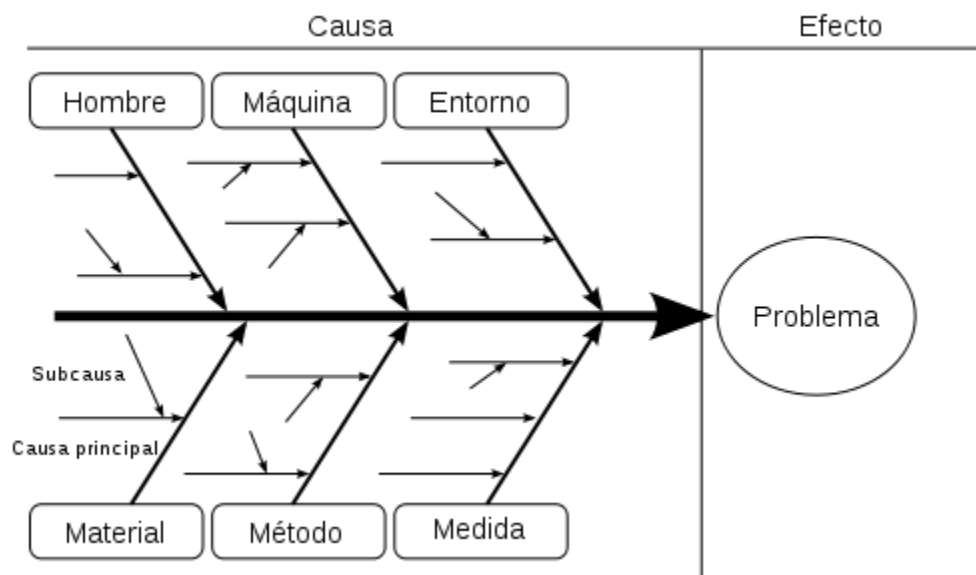 Causa
Efecto
Hombre
Máquina
Entorno
Problema
Subcausa
Causa principal
Material
Método
Medida